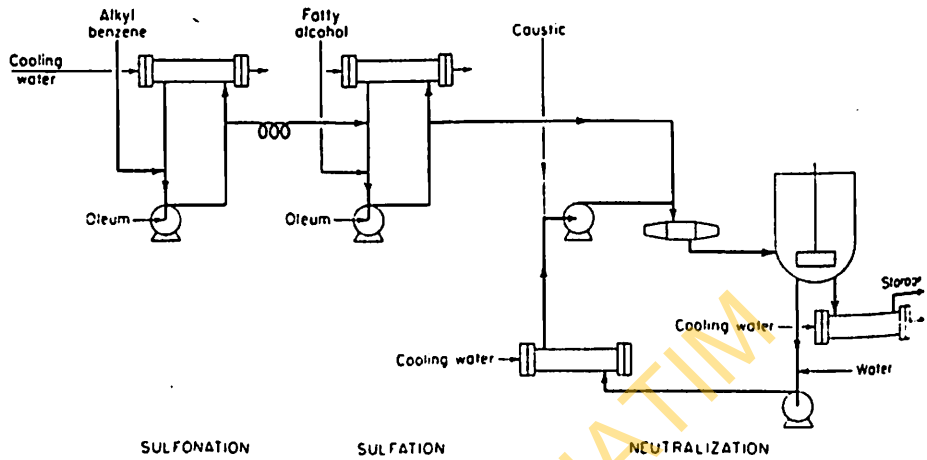 Alkyl
benzene
Fatty
alcohol
Caustic
Cooling
water
Oleum
Oleum
Storage
Cooling water
Cooling water
Water
SULFONATION
SULFATION
NEUTRALIZATION